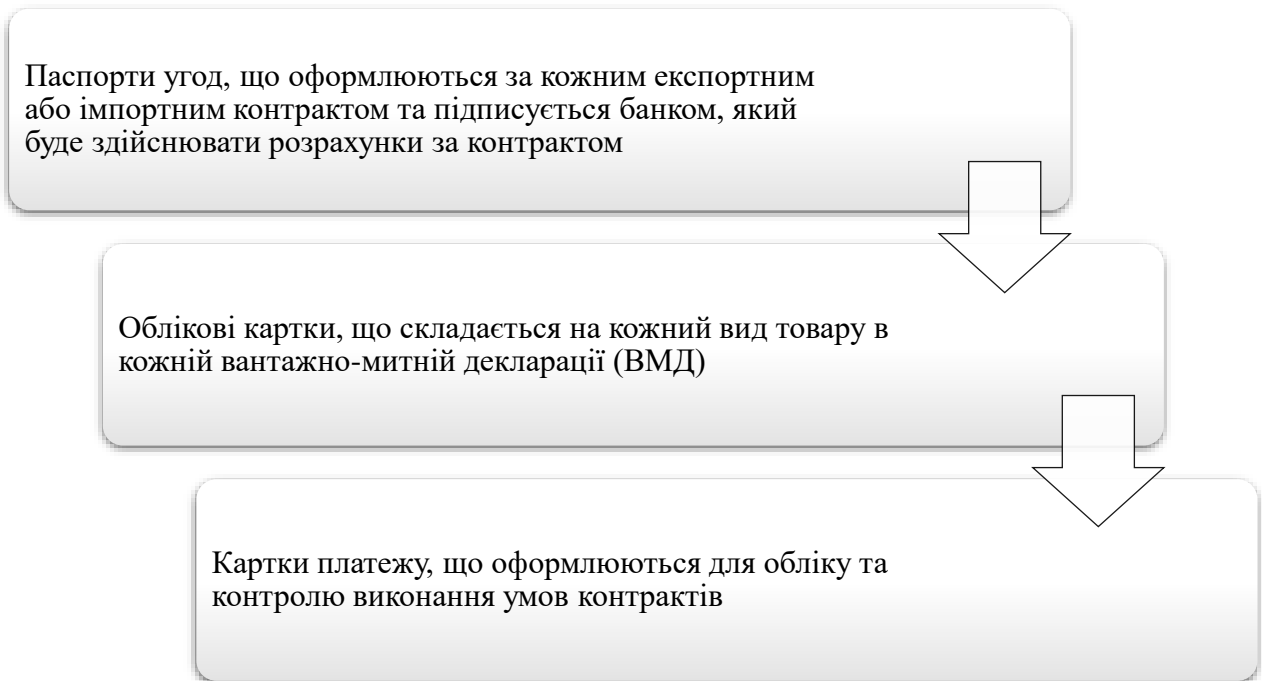 Паспорти угод, що оформлюються за кожним експортним
або імпортним контрактом та підписується банком, який
буде здійснювати розрахунки за контрактом
Облікові картки, що складається на кожний вид товару в
кожній вантажно-митній декларації (ВМД)
Картки платежу, що оформлюються для обліку та
контролю виконання умов контрактів